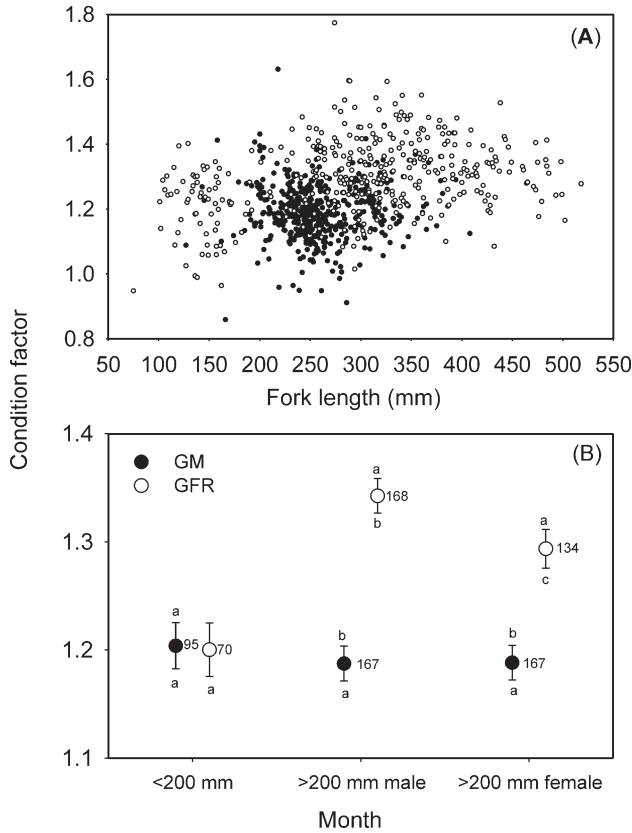 1.8
(A)
1.6
1.4
1.2
1.0
0.8
50 100 150 200 250 300 350 400 450 500 550
Fork length (mm)
Condition factor
1.4
(B)
GM
GFR
a
168
b
1.3
a
134
c
a
95
70
a
a
1.2
b
167
a
b
167
a
1.1
<200 mm >200 mm male >200 mm female
Month